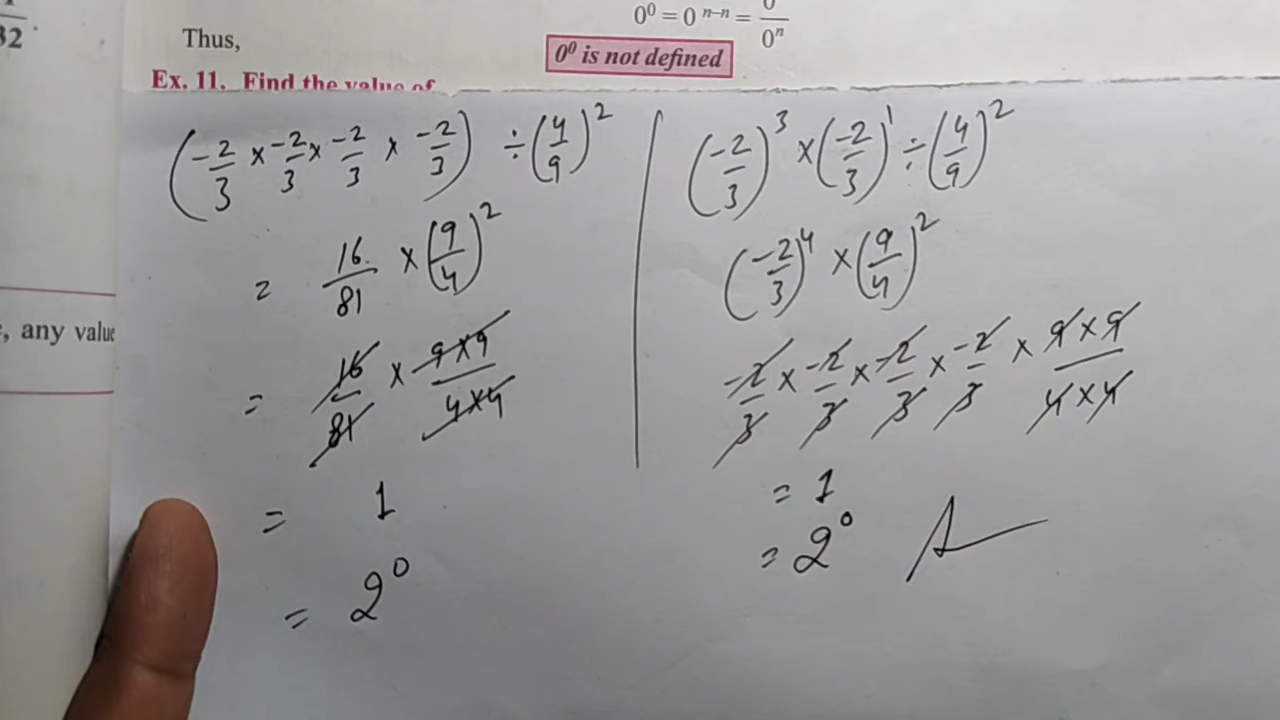 32
0⁰ = 0ⁿ⁻ⁿ = 0/0ⁿ
Thus,
0⁰ is not defined
Ex. 11. Find the value of
, any value
(-2/3 × -2/3 × -2/3 × -2/3) ÷ (4/9)²
= 16/81 × (9/4)²
= 16/81 × 9×9/4×4
= 1
= 2⁰
(-2/3)³ × (-2/3)¹ ÷ (4/9)²
(-2/3)⁴ × (9/4)²
-2/3 × -2/3 × -2/3 × -2/3 × 9×9/4×4
= 1
= 2⁰